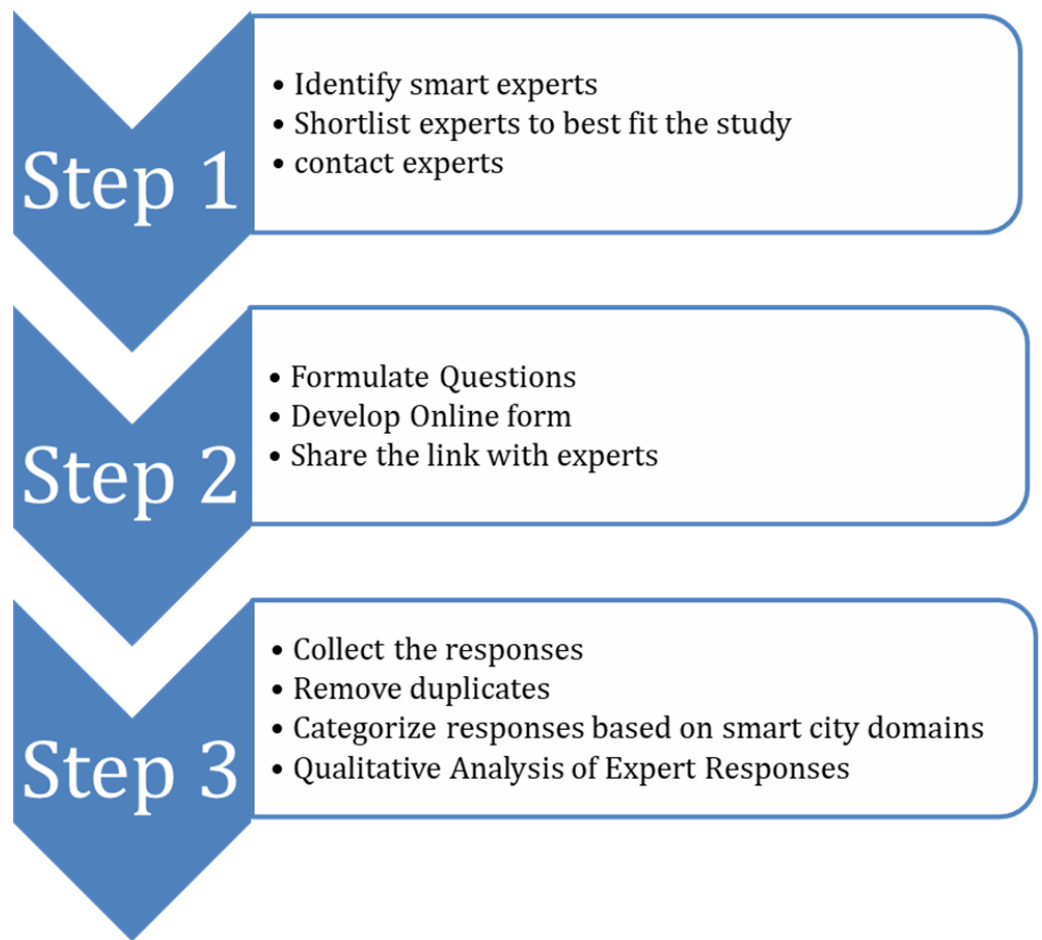 Step 1
• Identify smart experts
• Shortlist experts to best fit the study
• contact experts
Step 2
• Formulate Questions
• Develop Online form
• Share the link with experts
Step 3
• Collect the responses
• Remove duplicates
• Categorize responses based on smart city domains
• Qualitative Analysis of Expert Responses